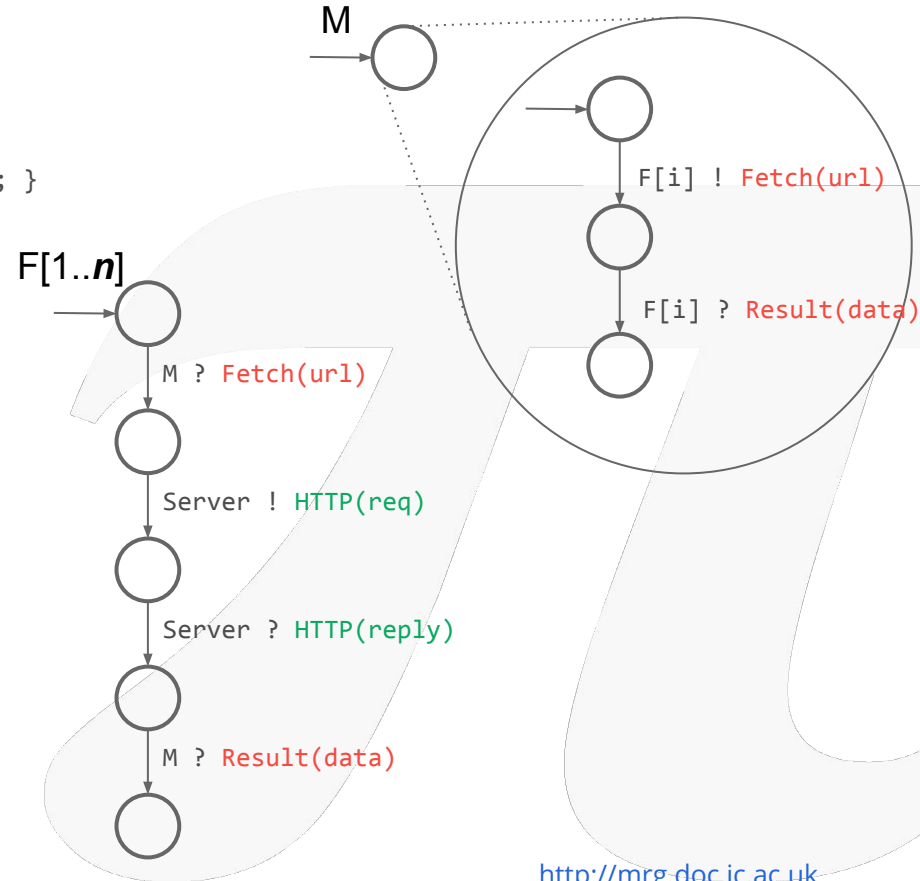 M
; }
F[i] ! Fetch(url)
F[1..n]
F[i] ? Result(data)
M ? Fetch(url)
Server ! HTTP(req)
Server ? HTTP(reply)
M ? Result(data)
http://mrg.doc.ic.ac.uk